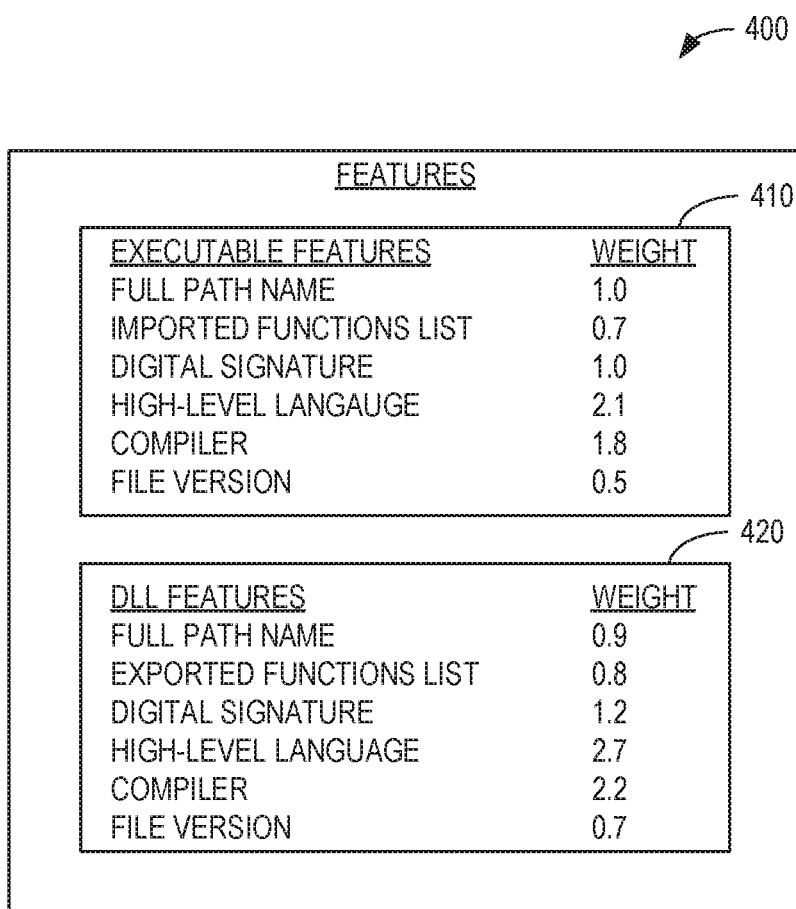 400
FEATURES
410
EXECUTABLE FEATURES WEIGHT
FULL PATH NAME 1.0
IMPORTED FUNCTIONS LIST 0.7
DIGITAL SIGNATURE 1.0
HIGH-LEVEL LANGAUGE 2.1
COMPILER 1.8
FILE VERSION 0.5
420
DLL FEATURES WEIGHT
FULL PATH NAME 0.9
EXPORTED FUNCTIONS LIST 0.8
DIGITAL SIGNATURE 1.2
HIGH-LEVEL LANGUAGE 2.7
COMPILER 2.2
FILE VERSION 0.7